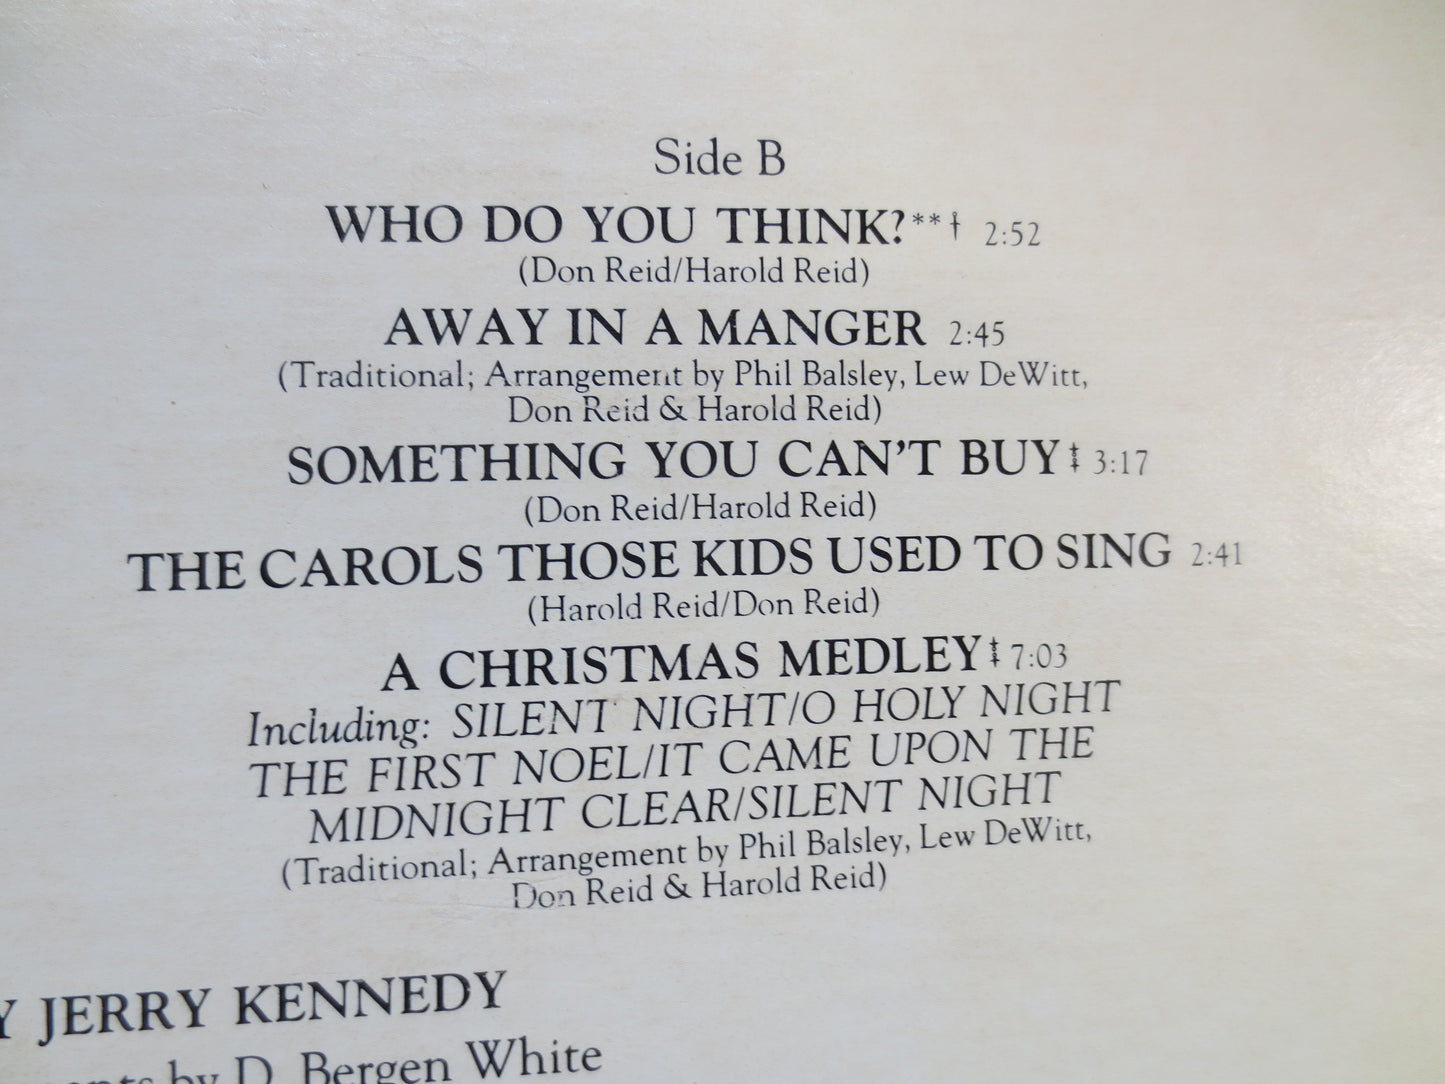 Side B
WHO DO YOU THINK?**† 2:52
(Don Reid/Harold Reid)
AWAY IN A MANGER 2:45
(Traditional; Arrangement by Phil Balsley, Lew DeWitt,
Don Reid & Harold Reid)
SOMETHING YOU CAN'T BUY‡ 3:17
(Don Reid/Harold Reid)
THE CAROLS THOSE KIDS USED TO SING 2:41
(Harold Reid/Don Reid)
A CHRISTMAS MEDLEY‡ 7:03
Including: SILENT NIGHT/O HOLY NIGHT
THE FIRST NOEL/IT CAME UPON THE
MIDNIGHT CLEAR/SILENT NIGHT
(Traditional; Arrangement by Phil Balsley, Lew DeWitt,
Don Reid & Harold Reid)
JERRY KENNEDY
by D. Bergen White